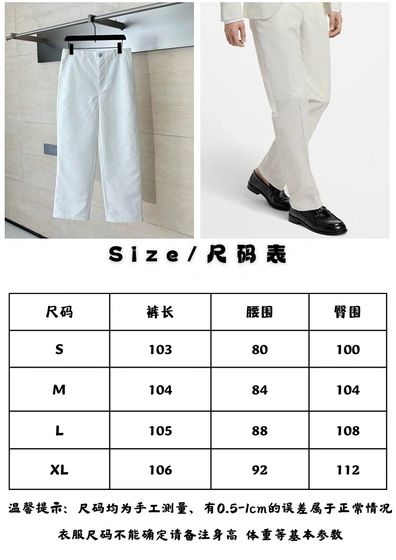 Size/尺码表
尺码 裤长 腰围 臀围
S 103 80 100
M 104 84 104
L 105 88 108
XL 106 92 112
温馨提示：尺码均为手工测量、有0.5-1cm的误差属于正常情况
衣服尺码不能确定请备注身高 体重等基本参数